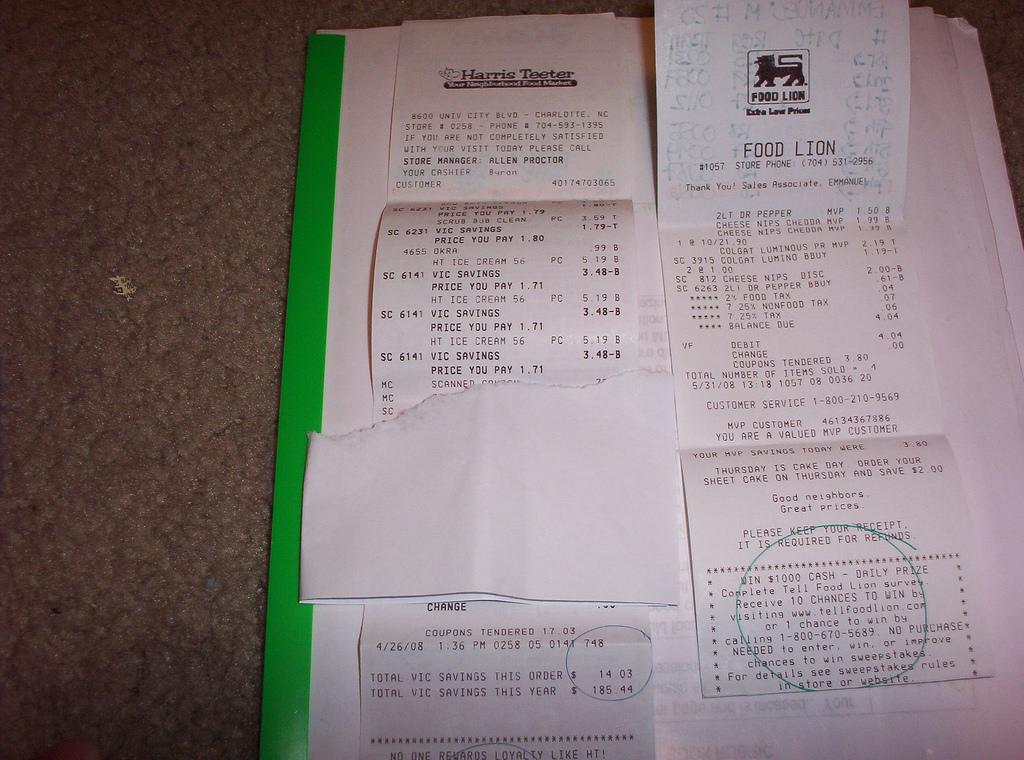 Harris Teeter
Your Neighborhood Food Market
8600 UNIV CITY BLVD - CHARLOTTE, NC
STORE # 0258 - PHONE # 704-593-1395
IF YOU ARE NOT COMPLETELY SATISFIED
WITH YOUR VISIT TODAY PLEASE CALL
STORE MANAGER: ALLEN PROCTOR
YOUR CASHIER Byron
CUSTOMER 40174703065
SC 6231 VIC SAVINGS 1.80-T
PRICE YOU PAY 1.79
SCRUB BUB CLEAN PC 3.59 T
SC 6231 VIC SAVINGS 1.79-T
PRICE YOU PAY 1.80
4655 OKRA .99 B
HT ICE CREAM 56 PC 5.19 B
SC 6141 VIC SAVINGS 3.48-B
PRICE YOU PAY 1.71
HT ICE CREAM 56 PC 5.19 B
SC 6141 VIC SAVINGS 3.48-B
PRICE YOU PAY 1.71
HT ICE CREAM 56 PC 5.19 B
SC 6141 VIC SAVINGS 3.48-B
PRICE YOU PAY 1.71
MC SCANNED
MC
SC
CHANGE .00
COUPONS TENDERED 17.03
4/26/08 1:36 PM 0258 05 0141 748
TOTAL VIC SAVINGS THIS ORDER $ 14.03
TOTAL VIC SAVINGS THIS YEAR $ 185.44
************************************
NO ONE REWARDS LOYALTY LIKE HT!
FOOD LION
Extra Low Prices
FOOD LION
#1057 STORE PHONE: (704) 531-2956
Thank You! Sales Associate, EMMANUEL
2LT DR PEPPER MVP 1.50 B
CHEESE NIPS CHEDDA MVP 1.99 B
CHEESE NIPS CHEDDA MVP 1.99 B
1 @ 10/21.90
COLGAT LUMINOUS PR MVP 2.19 T
SC 3915 COLGAT LUMINO BBUY 1.19-T
2 @ 1.00
SC 812 CHEESE NIPS DISC 2.00-B
SC 6263 2LT DR PEPPER BBUY .61-B
***** 2% FOOD TAX .04
***** 7.25% NONFOOD TAX .07
***** 7.25% TAX .06
**** BALANCE DUE 4.04
VF DEBIT 4.04
CHANGE .00
COUPONS TENDERED 3.80
TOTAL NUMBER OF ITEMS SOLD = 4
5/31/08 13:18 1057 08 0036 20
CUSTOMER SERVICE 1-800-210-9569
MVP CUSTOMER 46134367886
YOU ARE A VALUED MVP CUSTOMER
YOUR MVP SAVINGS TODAY WERE 3.80
THURSDAY IS CAKE DAY. ORDER YOUR
SHEET CAKE ON THURSDAY AND SAVE $2.00
Good neighbors.
Great prices.
PLEASE KEEP YOUR RECEIPT,
IT IS REQUIRED FOR REFUNDS.
**************************************
* WIN $1000 CASH - DAILY PRIZE *
* Complete Tell Food Lion survey. *
* Receive 10 CHANCES TO WIN by *
* visiting www.tellfoodlion.com *
* or 1 chance to win by *
* calling 1-800-670-5689. NO PURCHASE*
* NEEDED to enter, win, or improve *
* chances to win sweepstakes. *
* For details see sweepstakes rules *
* in store or website. *